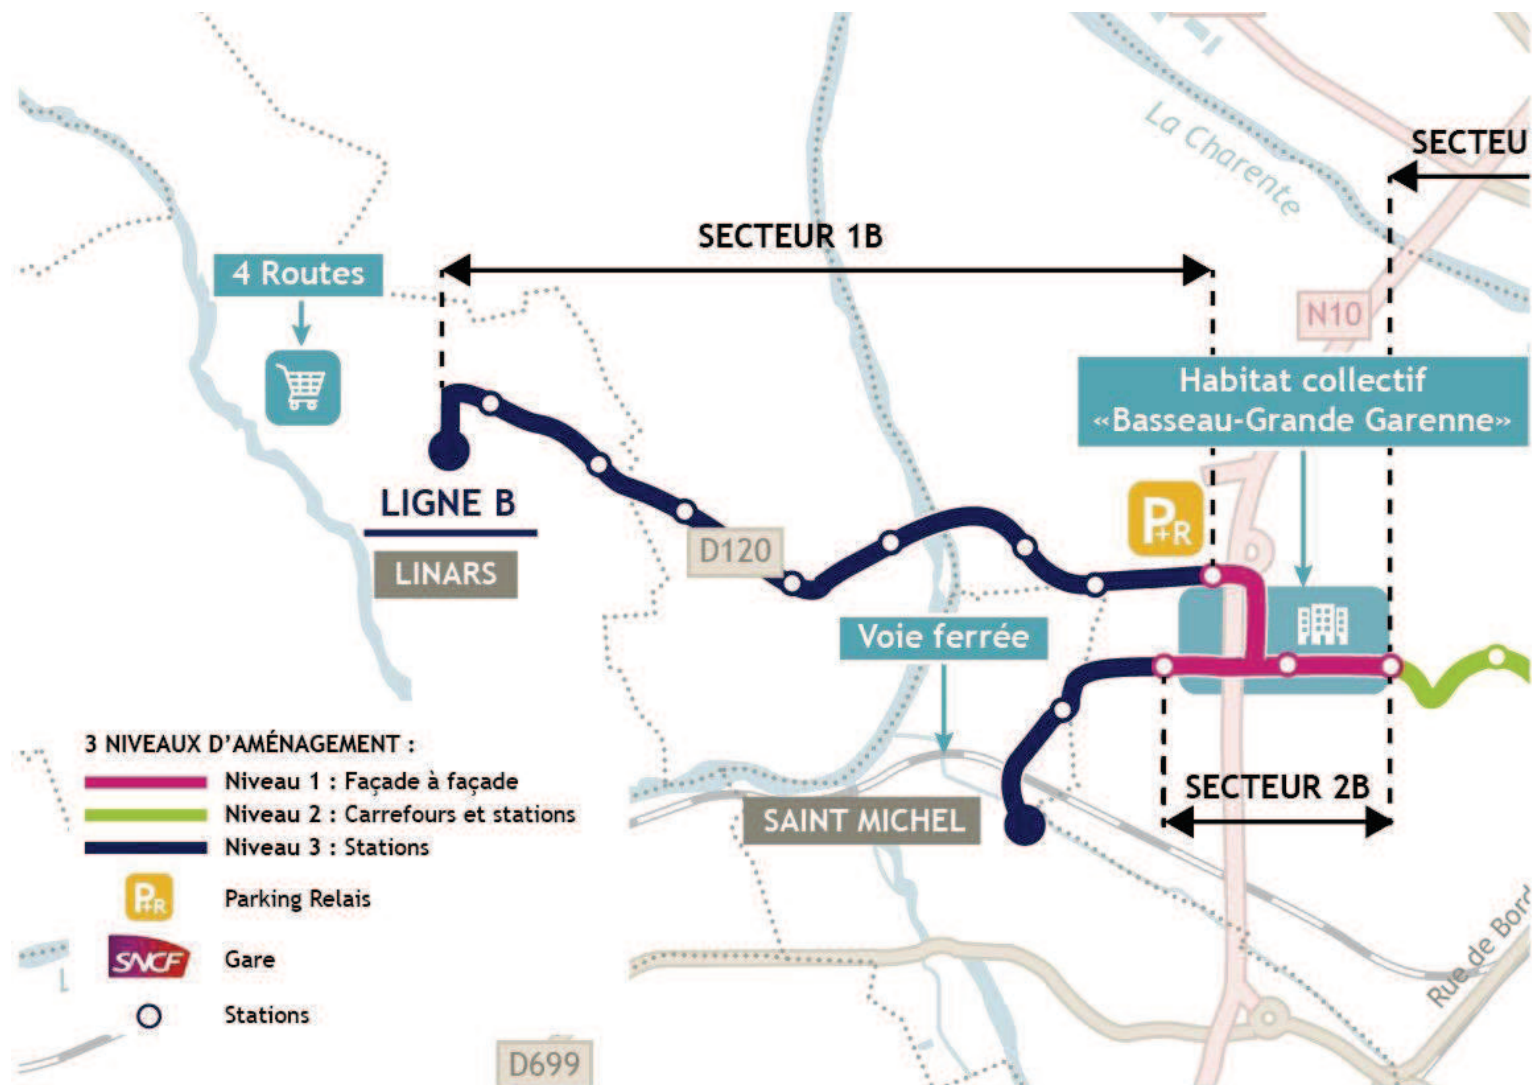 La Charente
SECTEU
SECTEUR 1B
4 Routes
N10
Habitat collectif
«Basseau-Grande Garenne»
P+R
LIGNE B
D120
LINARS
Voie ferrée
3 NIVEAUX D'AMÉNAGEMENT :
Niveau 1 : Façade à façade
Niveau 2 : Carrefours et stations
Niveau 3 : Stations
SECTEUR 2B
SAINT MICHEL
P+R
Parking Relais
SNCF
Gare
Stations
Rue de Bord
D699